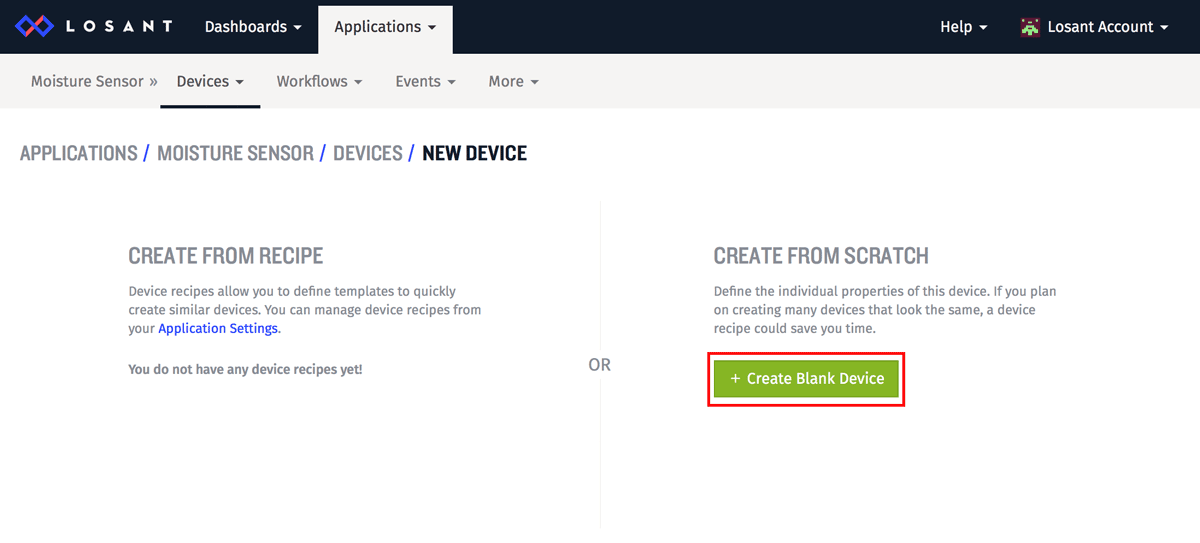 LOSANT Dashboards Applications Help Losant Account
Moisture Sensor » Devices Workflows Events More
APPLICATIONS / MOISTURE SENSOR / DEVICES / NEW DEVICE
CREATE FROM RECIPE
Device recipes allow you to define templates to quickly
create similar devices. You can manage device recipes from
your Application Settings.
You do not have any device recipes yet!
OR
CREATE FROM SCRATCH
Define the individual properties of this device. If you plan
on creating many devices that look the same, a device
recipe could save you time.
+ Create Blank Device